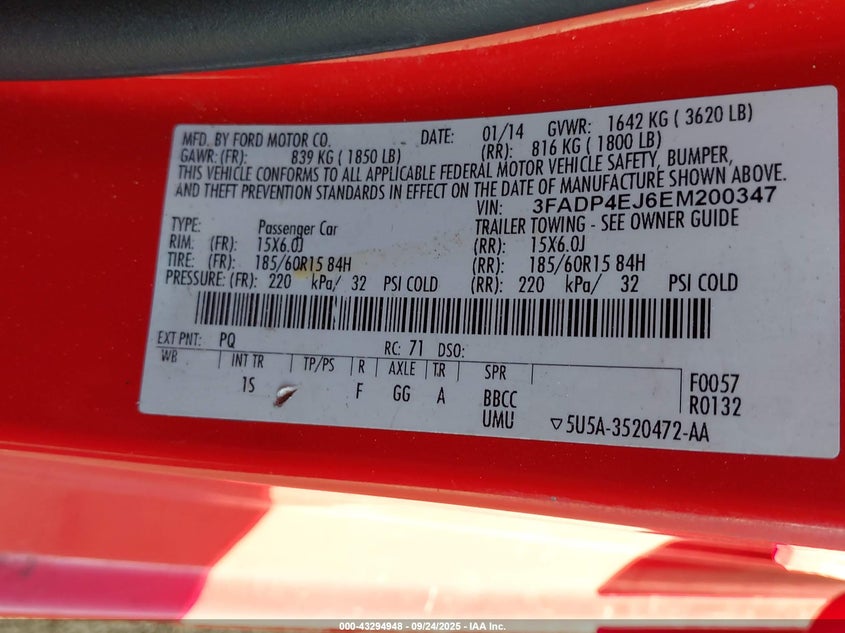 MFD. BY FORD MOTOR CO. DATE: 01/14 GVWR: 1642 KG ( 3620 LB)
GAWR: (FR): 839 KG ( 1850 LB) (RR): 816 KG ( 1800 LB)
THIS VEHICLE CONFORMS TO ALL APPLICABLE FEDERAL MOTOR VEHICLE SAFETY, BUMPER,
AND THEFT PREVENTION STANDARDS IN EFFECT ON THE DATE OF MANUFACTURE SHOWN ABOVE.
VIN: 3FADP4EJ6EM200347
TYPE: Passenger Car TRAILER TOWING - SEE OWNER GUIDE
RIM: (FR): 15X6.0J (RR): 15X6.0J
TIRE: (FR): 185/60R15 84H (RR): 185/60R15 84H
PRESSURE: (FR): 220 kPa/ 32 PSI COLD (RR): 220 kPa/ 32 PSI COLD
EXT PNT: PQ RC: 71 DSO:
WB INT TR TP/PS R AXLE TR SPR
1S F GG A BBCC F0057
UMU R0132
▽5U5A-3520472-AA
000-43294948 - 09/24/2025 - IAA Inc.